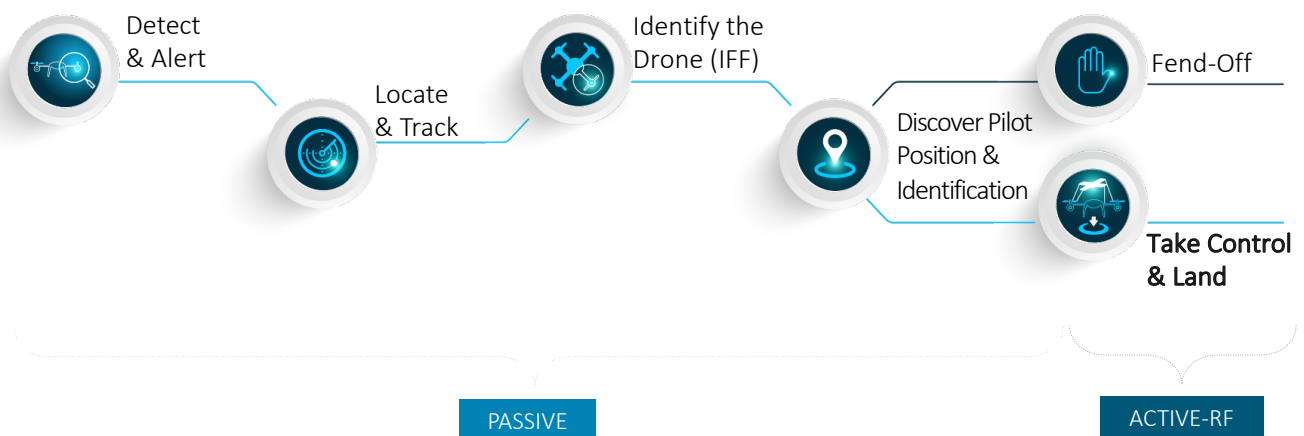 Detect
& Alert
Locate
& Track
Identify the
Drone (IFF)
Discover Pilot
Position &
Identification
Fend-Off
Take Control
& Land
PASSIVE
ACTIVE-RF